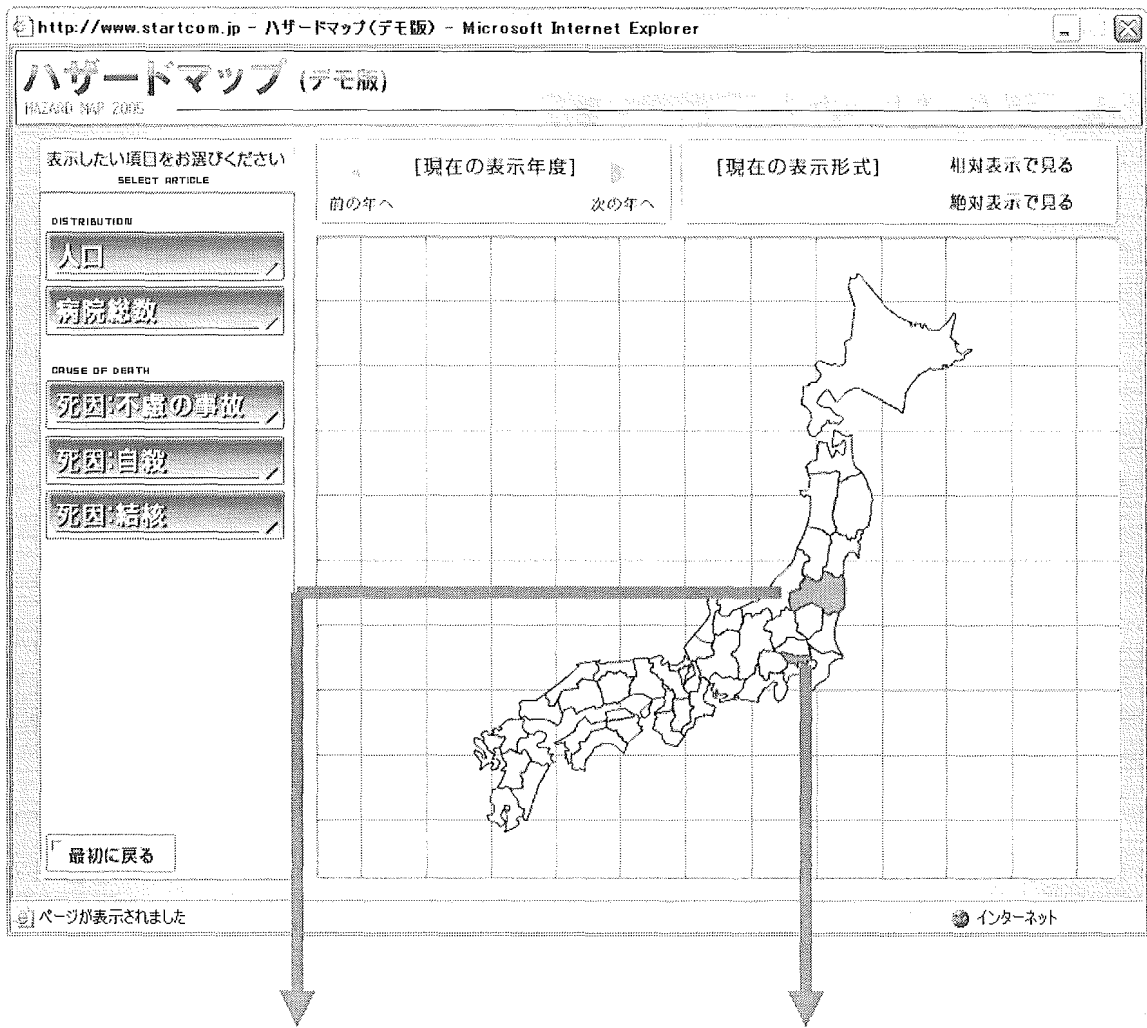 http://www.startcom.jp - ハザードマップ(デモ版) - Microsoft Internet Explorer
ハザードマップ (デモ版)
HAZARD MAP 2005
表示したい項目をお選びください
SELECT ARTICLE
DISTRIBUTION
人口
病院総数
CAUSE OF DEATH
死因:不慮の事故
死因:自殺
死因:結核
最初に戻る
[現在の表示年度]
前の年へ
次の年へ
[現在の表示形式]
相対表示で見る
絶対表示で見る
ページが表示されました
インターネット